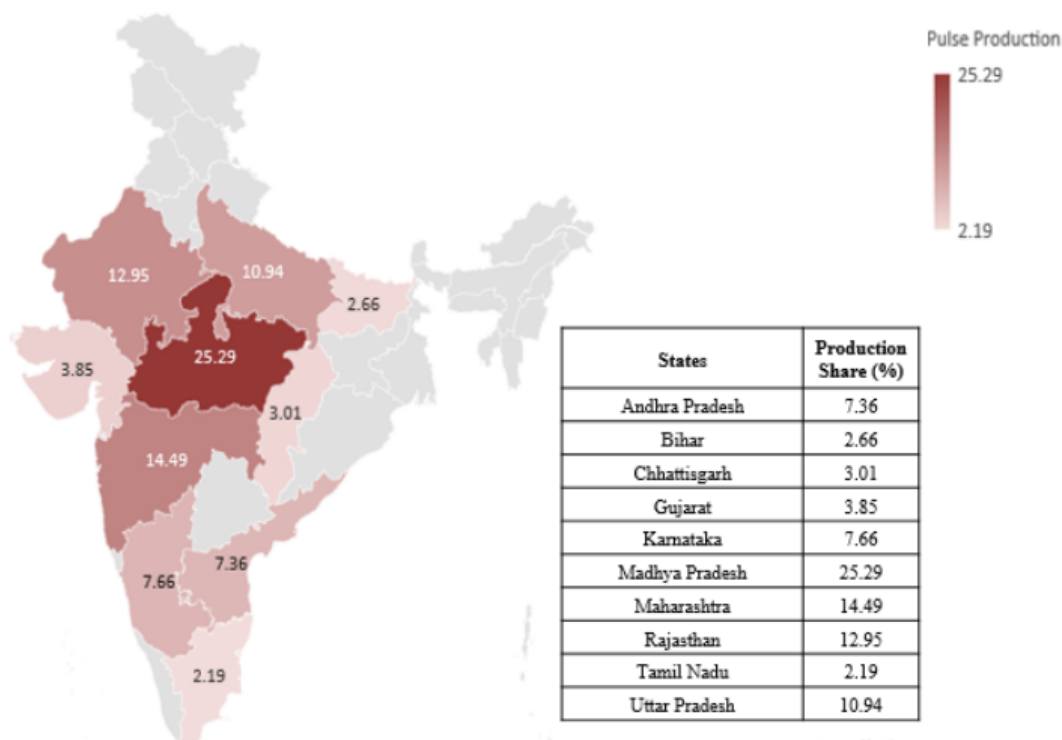 Pulse Production
25.29
2.19
12.95
10.94
2.66
25.29
3.85
3.01
14.49
7.36
7.66
2.19
States Production Share (%)
Andhra Pradesh 7.36
Bihar 2.66
Chhattisgarh 3.01
Gujarat 3.85
Karnataka 7.66
Madhya Pradesh 25.29
Maharashtra 14.49
Rajasthan 12.95
Tamil Nadu 2.19
Uttar Pradesh 10.94